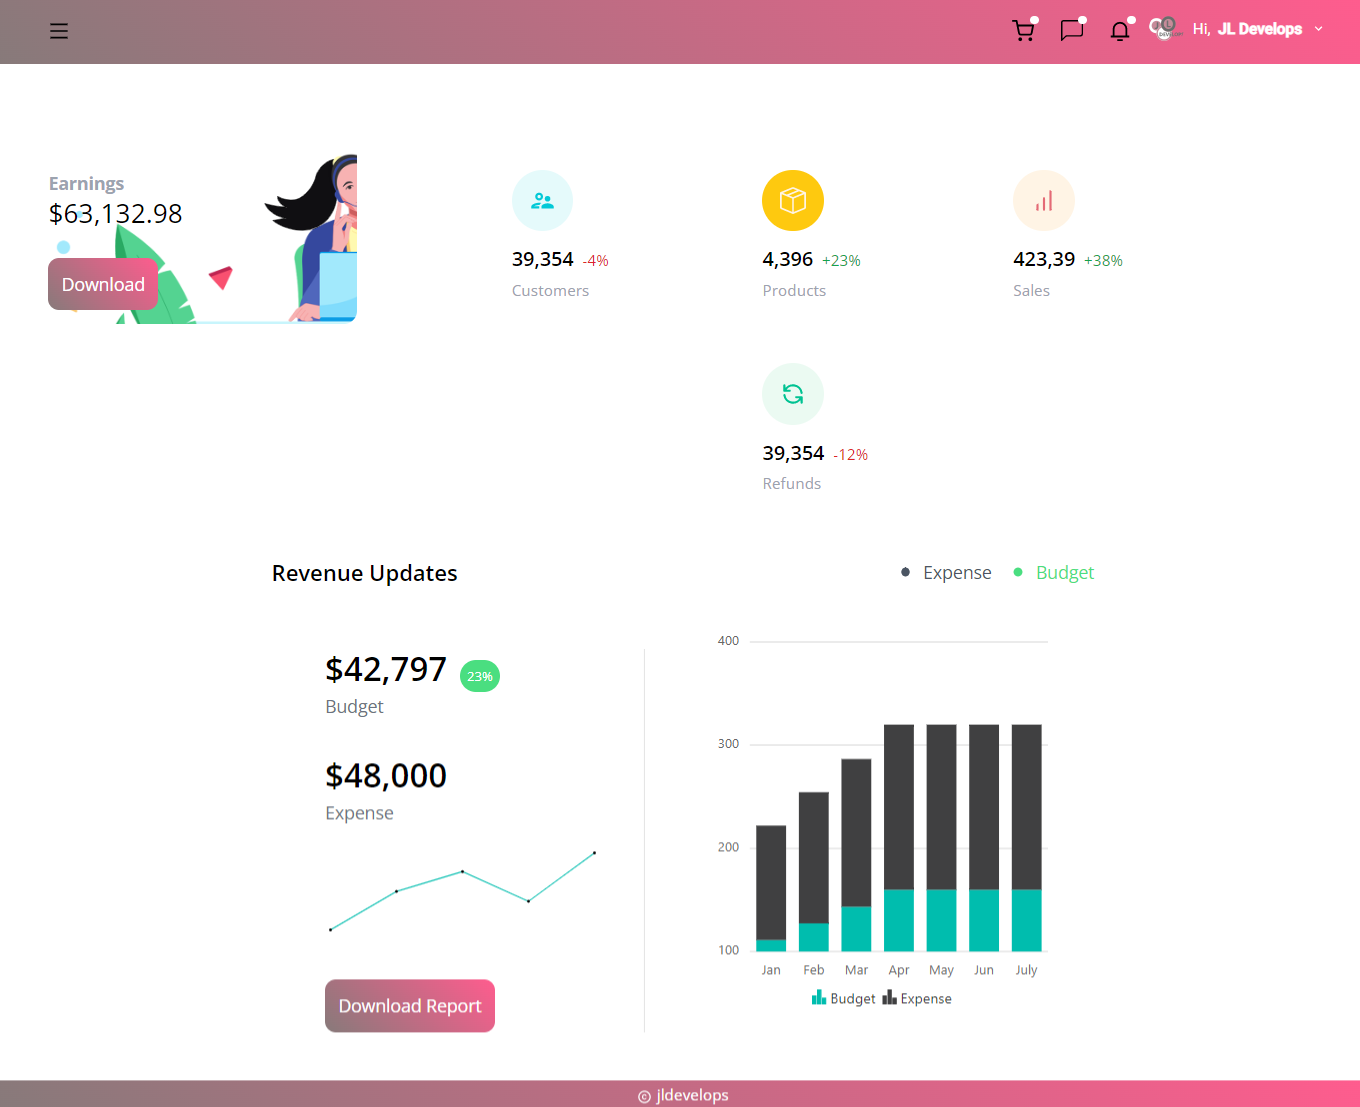 Hi, JL Develops
Earnings
$63,132.98
Download
39,354 -4%
Customers
4,396 +23%
Products
423,39 +38%
Sales
39,354 -12%
Refunds
Revenue Updates
Expense
Budget
$42,797 23%
Budget
$48,000
Expense
Download Report
400
300
200
100
Jan Feb Mar Apr May Jun July
Budget Expense
© jldevelops